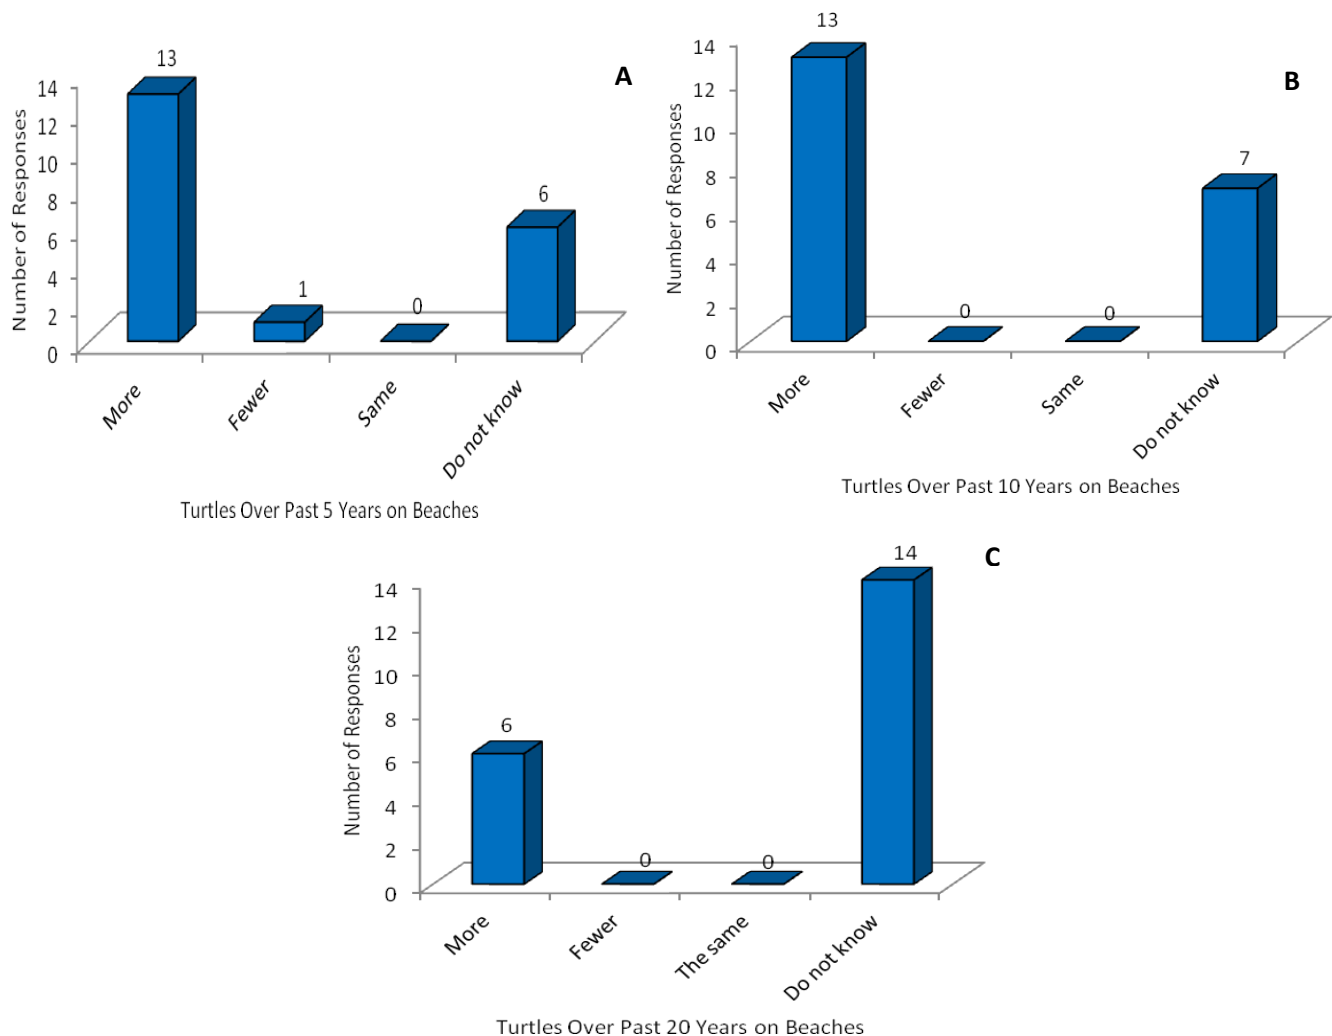 A
13
14
12
10
8
6
4
2
0
Number of Responses
1
0
6
More
Fewer
Same
Do not know
Turtles Over Past 5 Years on Beaches
B
13
14
12
10
8
6
4
2
0
Number of Responses
0
0
7
More
Fewer
Same
Do not know
Turtles Over Past 10 Years on Beaches
C
14
14
12
10
8
6
4
2
0
Number of Responses
6
0
0
More
Fewer
The same
Do not know
Turtles Over Past 20 Years on Beaches